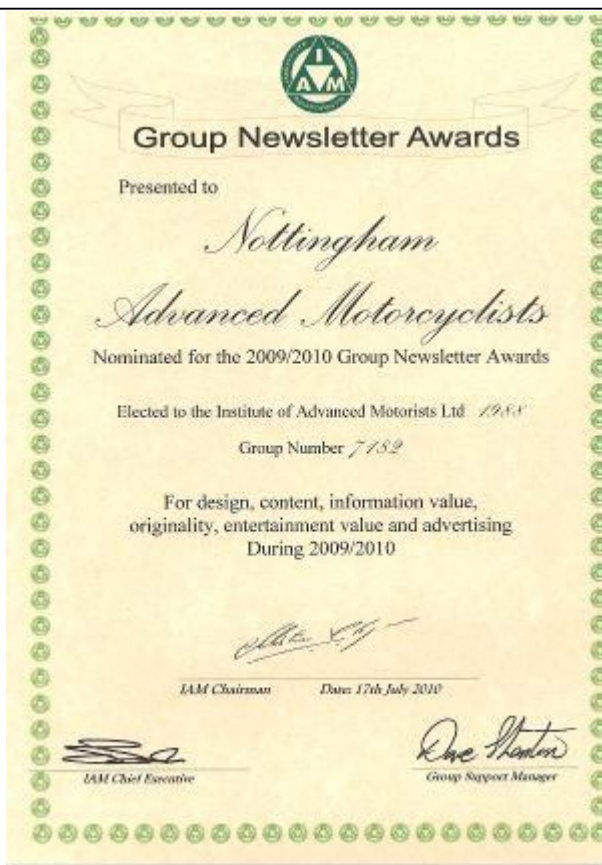 I
A M
Group Newsletter Awards
Presented to
Nottingham
Advanced Motorcyclists
Nominated for the 2009/2010 Group Newsletter Awards
Elected to the Institute of Advanced Motorists Ltd 1988
Group Number 7182
For design, content, information value,
originality, entertainment value and advertising
During 2009/2010
IAM Chairman Date: 17th July 2010
IAM Chief Executive Group Support Manager